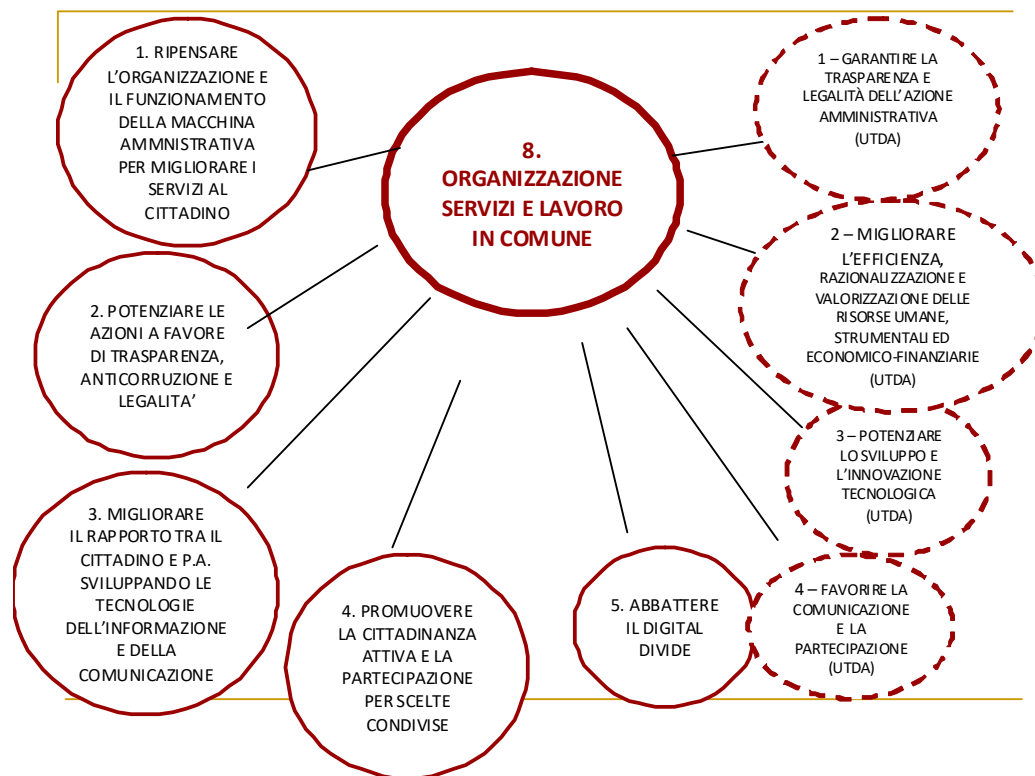 1. RIPENSARE
L'ORGANIZZAZIONE E
IL FUNZIONAMENTO
DELLA MACCHINA
AMMNISTRATIVA
PER MIGLIORARE I
SERVIZI AL
CITTADINO
8.
ORGANIZZAZIONE
SERVIZI E LAVORO
IN COMUNE
1 – GARANTIRE LA
TRASPARENZA E
LEGALITÀ DELL'AZIONE
AMMINISTRATIVA
(UTDA)
2. POTENZIARE LE
AZIONI A FAVORE
DI TRASPARENZA,
ANTICORRUZIONE E
LEGALITA'
2 – MIGLIORARE
L'EFFICIENZA,
RAZIONALIZZAZIONE E
VALORIZZAZIONE DELLE
RISORSE UMANE,
STRUMENTALI ED
ECONOMICO-FINANZIARIE
(UTDA)
3 – POTENZIARE
LO SVILUPPO E
L'INNOVAZIONE
TECNOLOGICA
(UTDA)
3. MIGLIORARE
IL RAPPORTO TRA IL
CITTADINO E P.A.
SVILUPPANDO LE
TECNOLOGIE
DELL'INFORMAZIONE
E DELLA
COMUNICAZIONE
4. PROMUOVERE
LA CITTADINANZA
ATTIVA E LA
PARTECIPAZIONE
PER SCELTE
CONDIVISE
5. ABBATTERE
IL DIGITAL
DIVIDE
4 – FAVORIRE LA
COMUNICAZIONE
E LA
PARTECIPAZIONE
(UTDA)